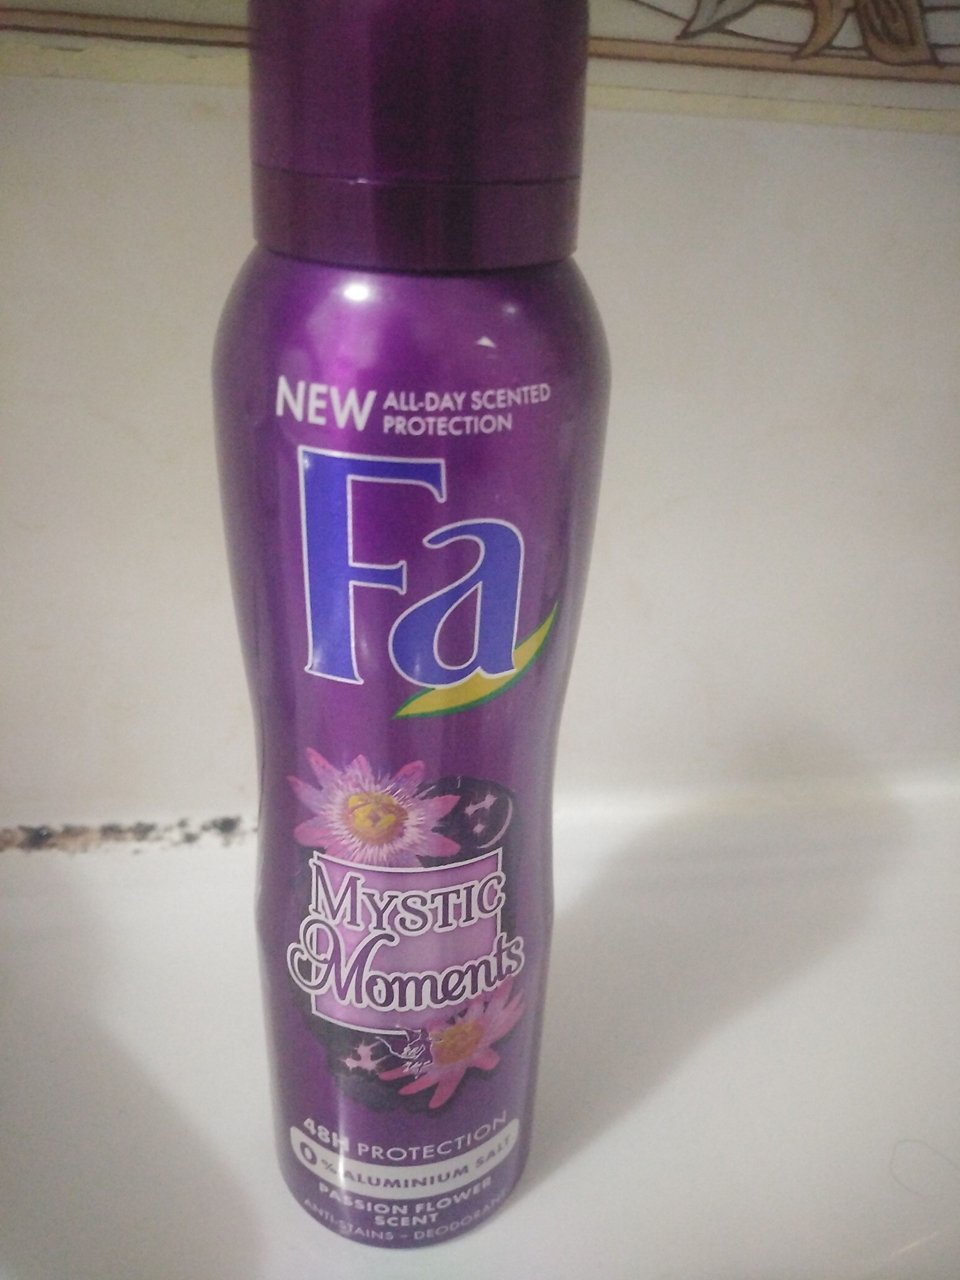 NEW ALL-DAY SCENTED
PROTECTION
Fa
MYSTIC
Moments
48H PROTECTION
0% ALUMINIUM SALT
PASSION FLOWER
SCENT
ANTI-STAINS - DEODORANT